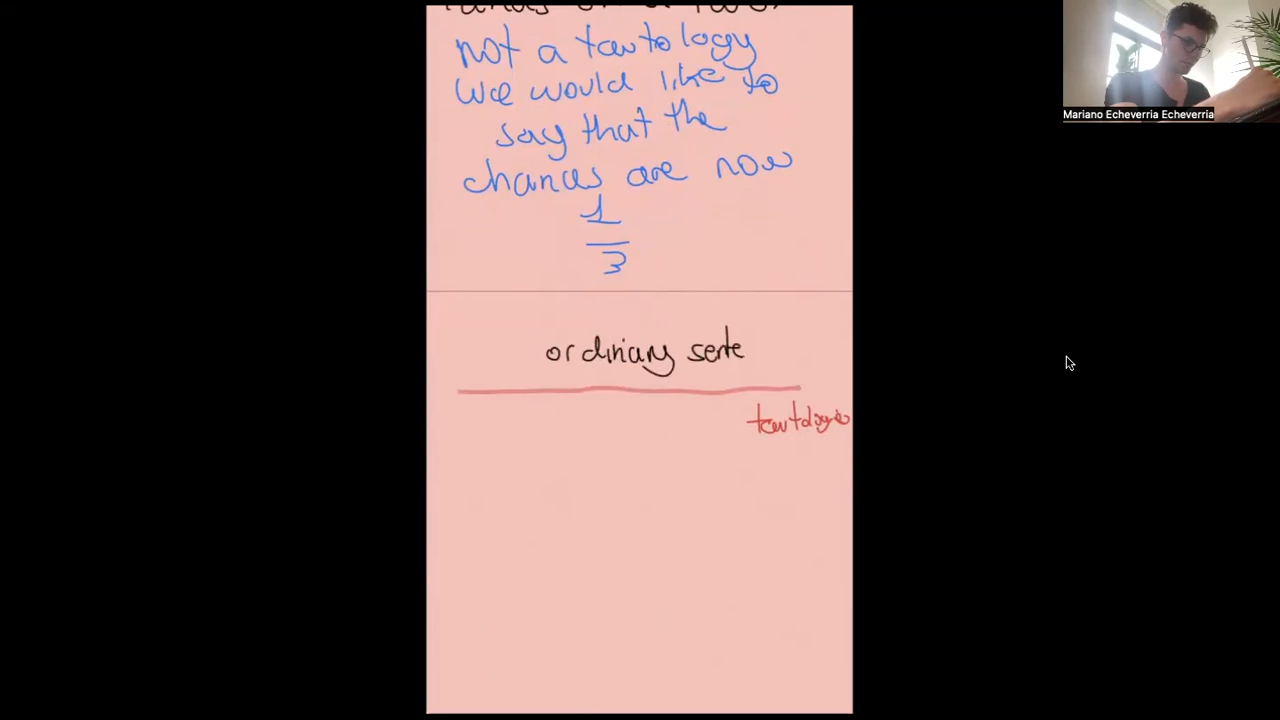 not a tautology
We would like to
say that the
chances are now
1
3
ordinary sente
tautologie
Mariano Echeverria Echeverria